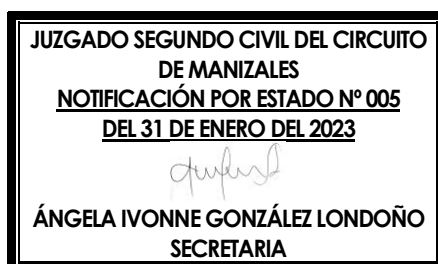 JUZGADO SEGUNDO CIVIL DEL CIRCUITO
DE MANIZALES
NOTIFICACIÓN POR ESTADO Nº 005
DEL 31 DE ENERO DEL 2023
ÁNGELA IVONNE GONZÁLEZ LONDOÑO
SECRETARIA